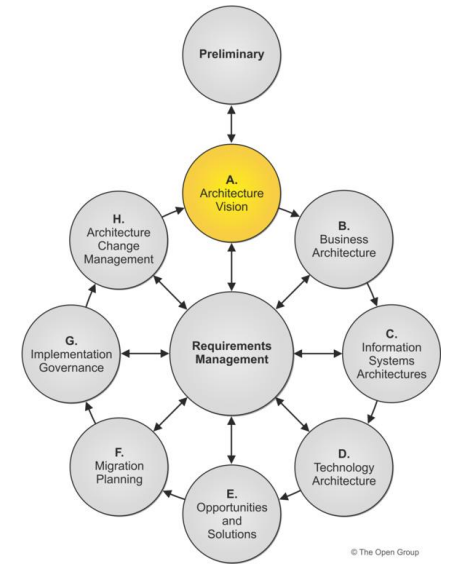 Preliminary
A.
Architecture
Vision
H.
Architecture
Change
Management
B.
Business
Architecture
G.
Implementation
Governance
Requirements
Management
C.
Information
Systems
Architectures
F.
Migration
Planning
D.
Technology
Architecture
E.
Opportunities
and
Solutions
© The Open Group